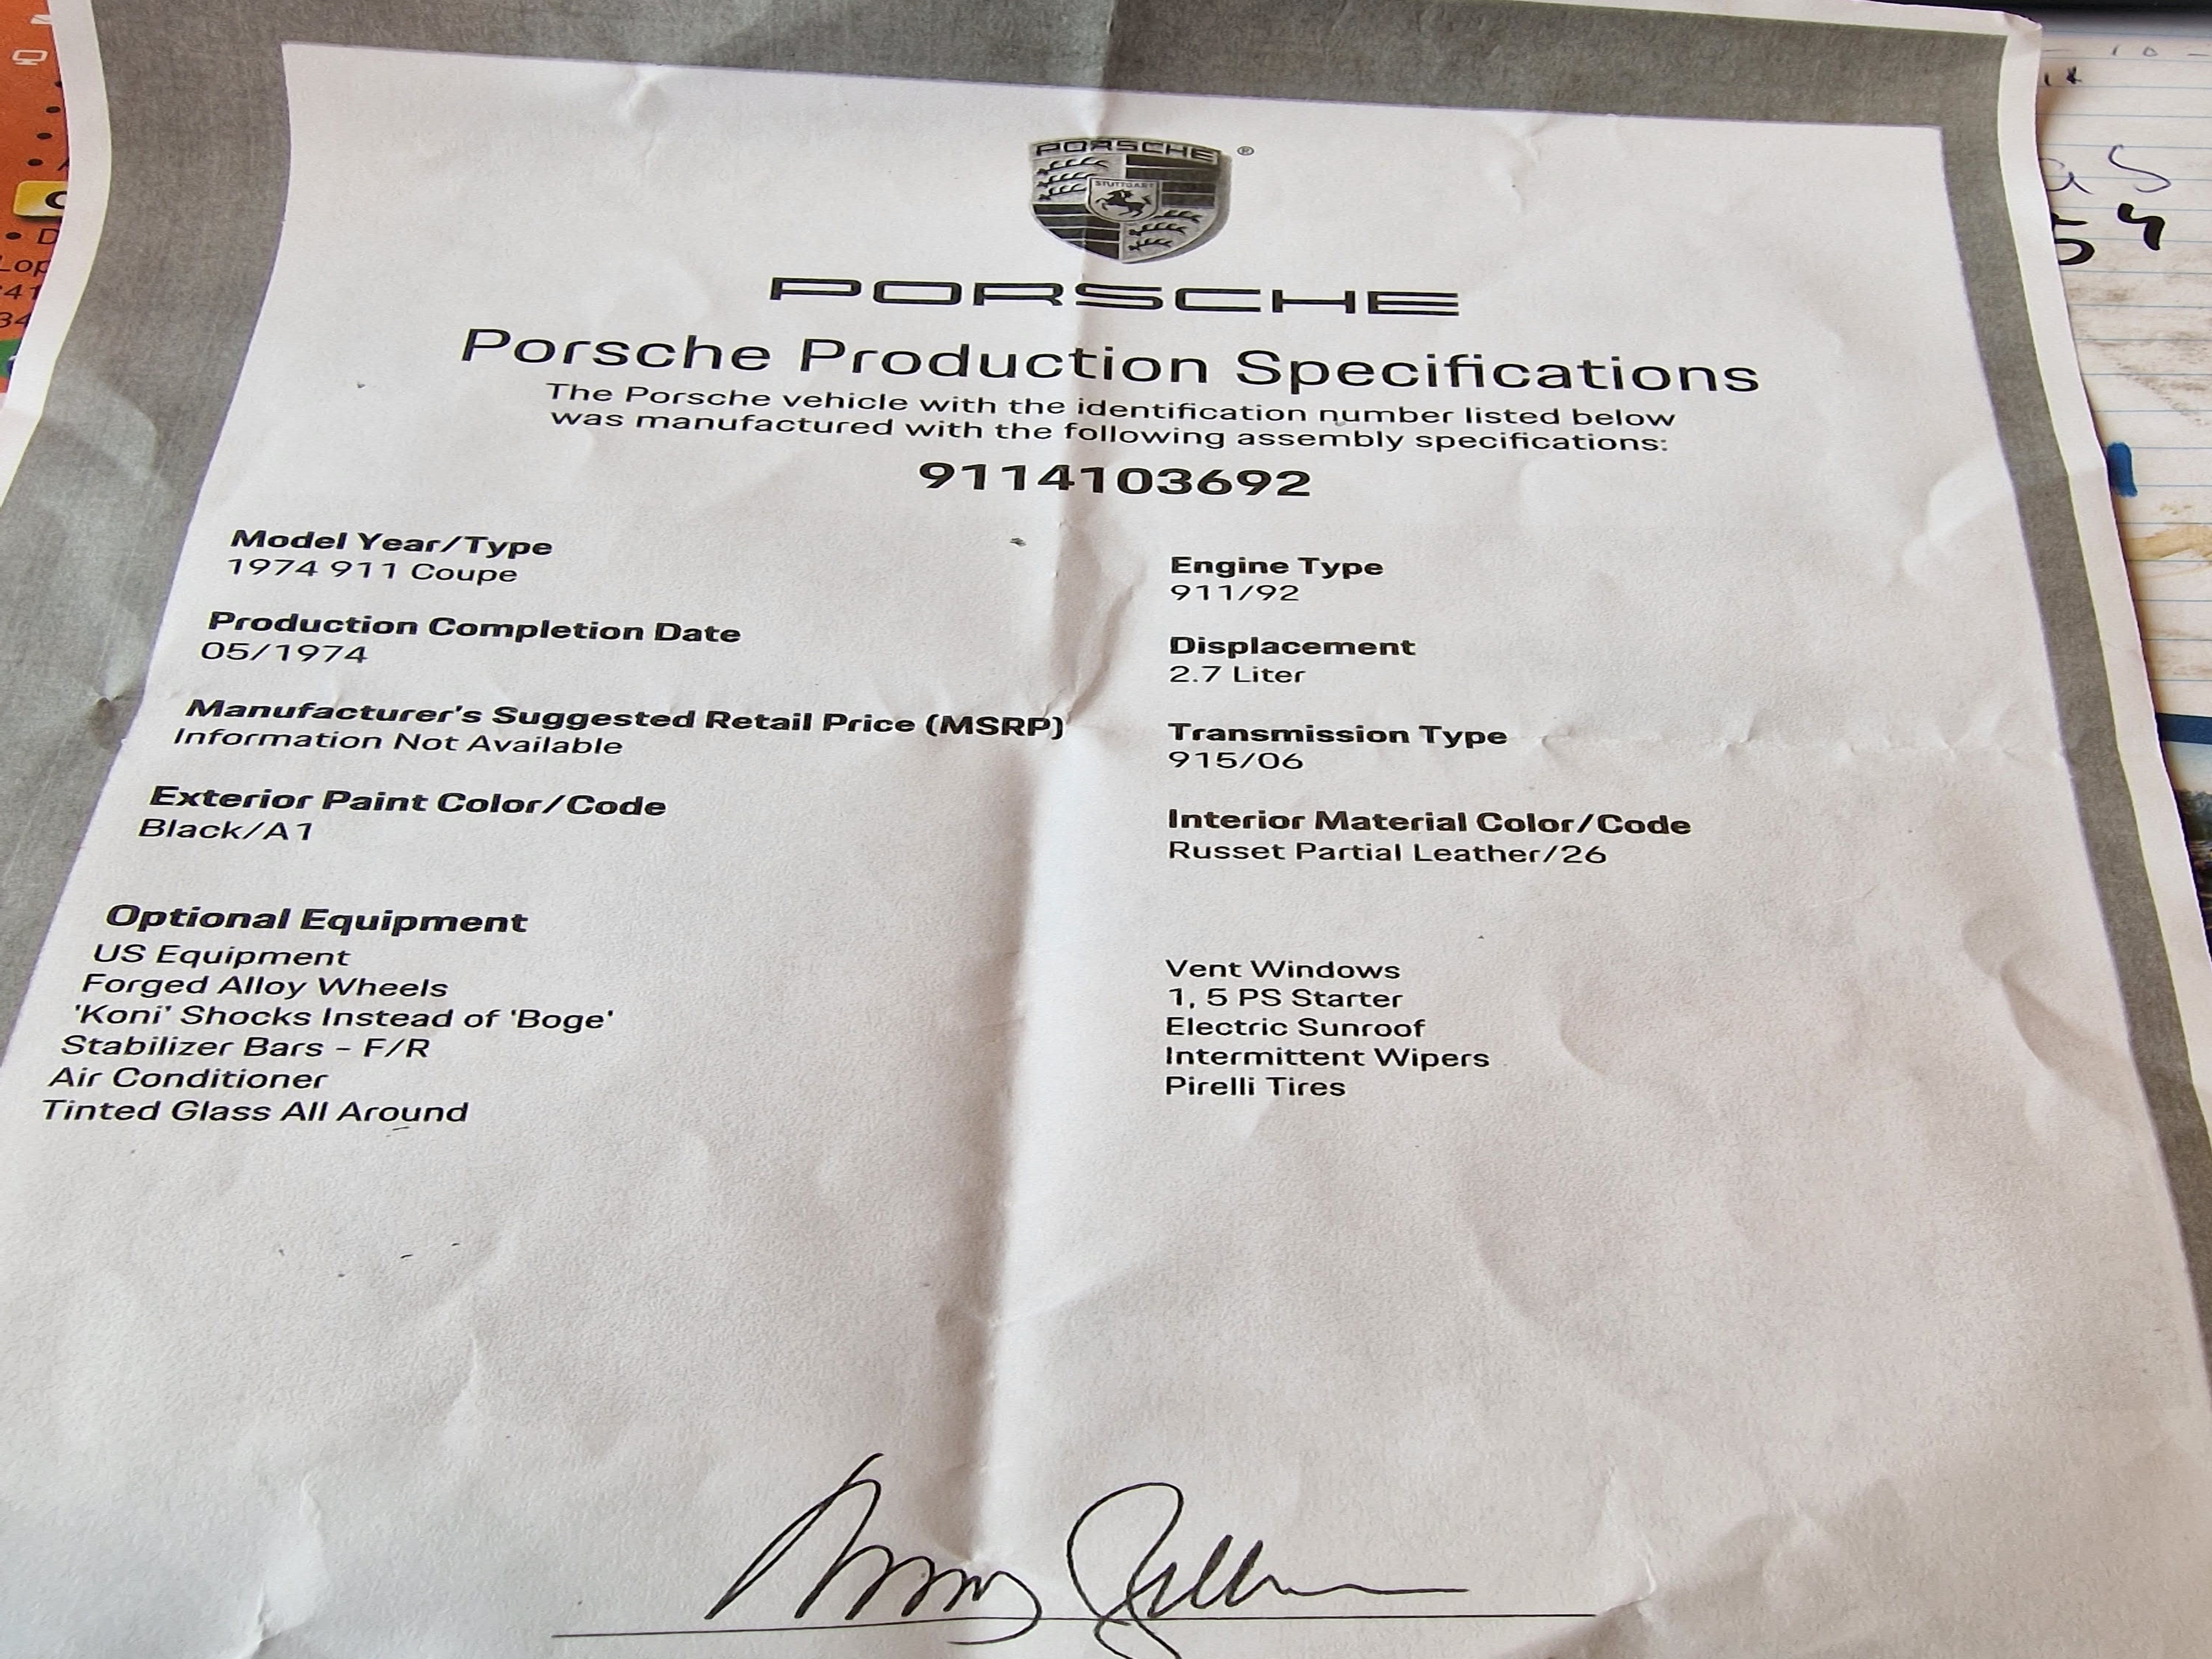 PORSCHE
STUTTGART
®
PORSCHE
Porsche Production Specifications
The Porsche vehicle with the identification number listed below
was manufactured with the following assembly specifications:
9114103692
Model Year/Type
1974 911 Coupe
Production Completion Date
05/1974
Manufacturer's Suggested Retail Price (MSRP)
Information Not Available
Exterior Paint Color/Code
Black/A1
Engine Type
911/92
Displacement
2.7 Liter
Transmission Type
915/06
Interior Material Color/Code
Russet Partial Leather/26
Optional Equipment
US Equipment
Forged Alloy Wheels
'Koni' Shocks Instead of 'Boge'
Stabilizer Bars - F/R
Air Conditioner
Tinted Glass All Around
Vent Windows
1, 5 PS Starter
Electric Sunroof
Intermittent Wipers
Pirelli Tires